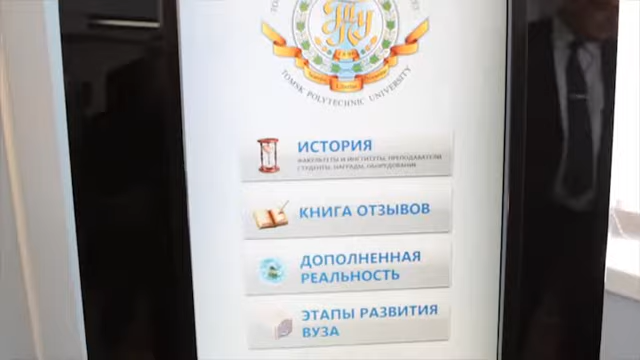 TOMSK POLYTECHNIC UNIVERSITY
ИСТОРИЯ
ФАКУЛЬТЕТЫ И ИНСТИТУТЫ, ПРЕПОДАВАТЕЛИ
СТУДЕНТЫ, НАГРАДЫ, ОБОРУДОВАНИЕ
КНИГА ОТЗЫВОВ
ДОПОЛНЕННАЯ
РЕАЛЬНОСТЬ
ЭТАПЫ РАЗВИТИЯ
ВУЗА